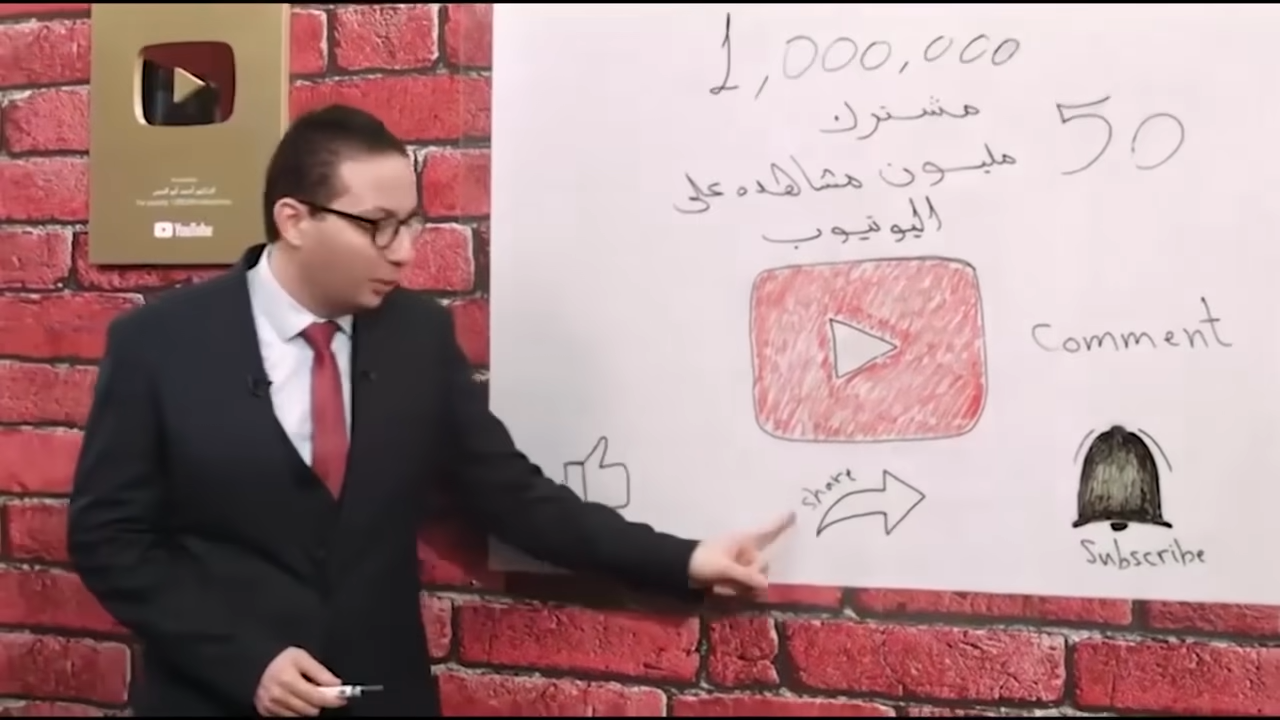 1,000,000
مشترك
50 مليون مشاهده على
اليوتيوب
comment
share
Subscribe
YouTube